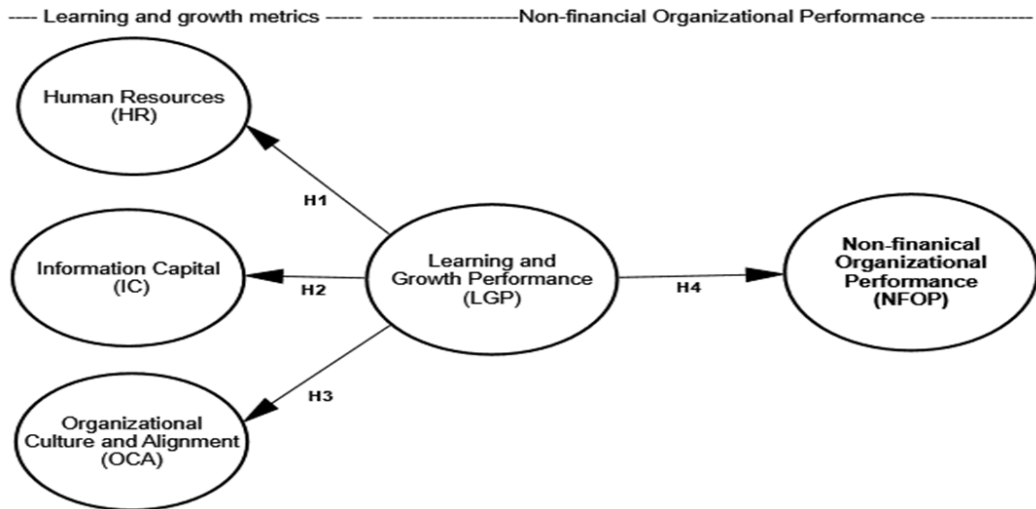 ---- Learning and growth metrics ----- ---------------------Non-financial Organizational Performance ---------------
Human Resources
(HR)
H1
Information Capital
(IC)
H2
Learning and
Growth Performance
(LGP)
H4
Non-finanical
Organizational
Performance
(NFOP)
H3
Organizational
Culture and Alignment
(OCA)